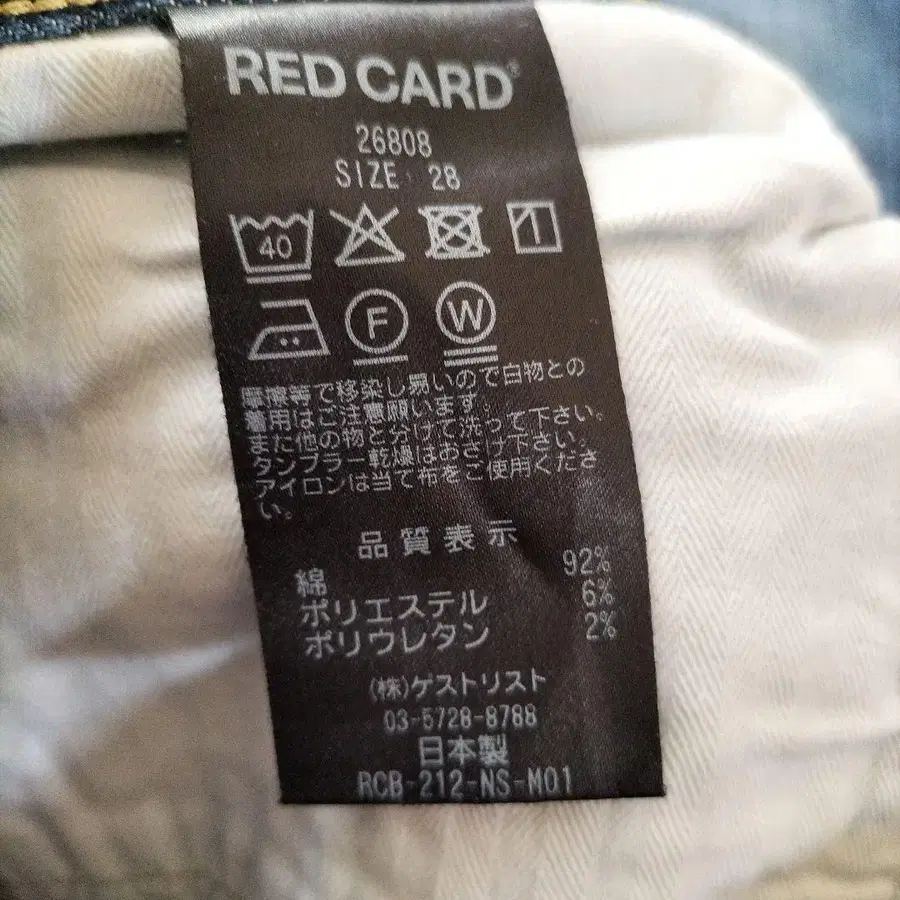 RED CARD
26808
SIZE 28
40
1
F
W
摩擦等で移染し易いので白物との
着用はご注意願います。
また他の物と分けて洗って下さい。
タンブラー乾燥はおさけ下さい。
アイロンは当て布をご使用くださ
い。
品質表示
綿 92%
ポリエステル 6%
ポリウレタン 2%
(株)ゲストリスト
03-5728-8788
日本製
RCB-212-NS-M01